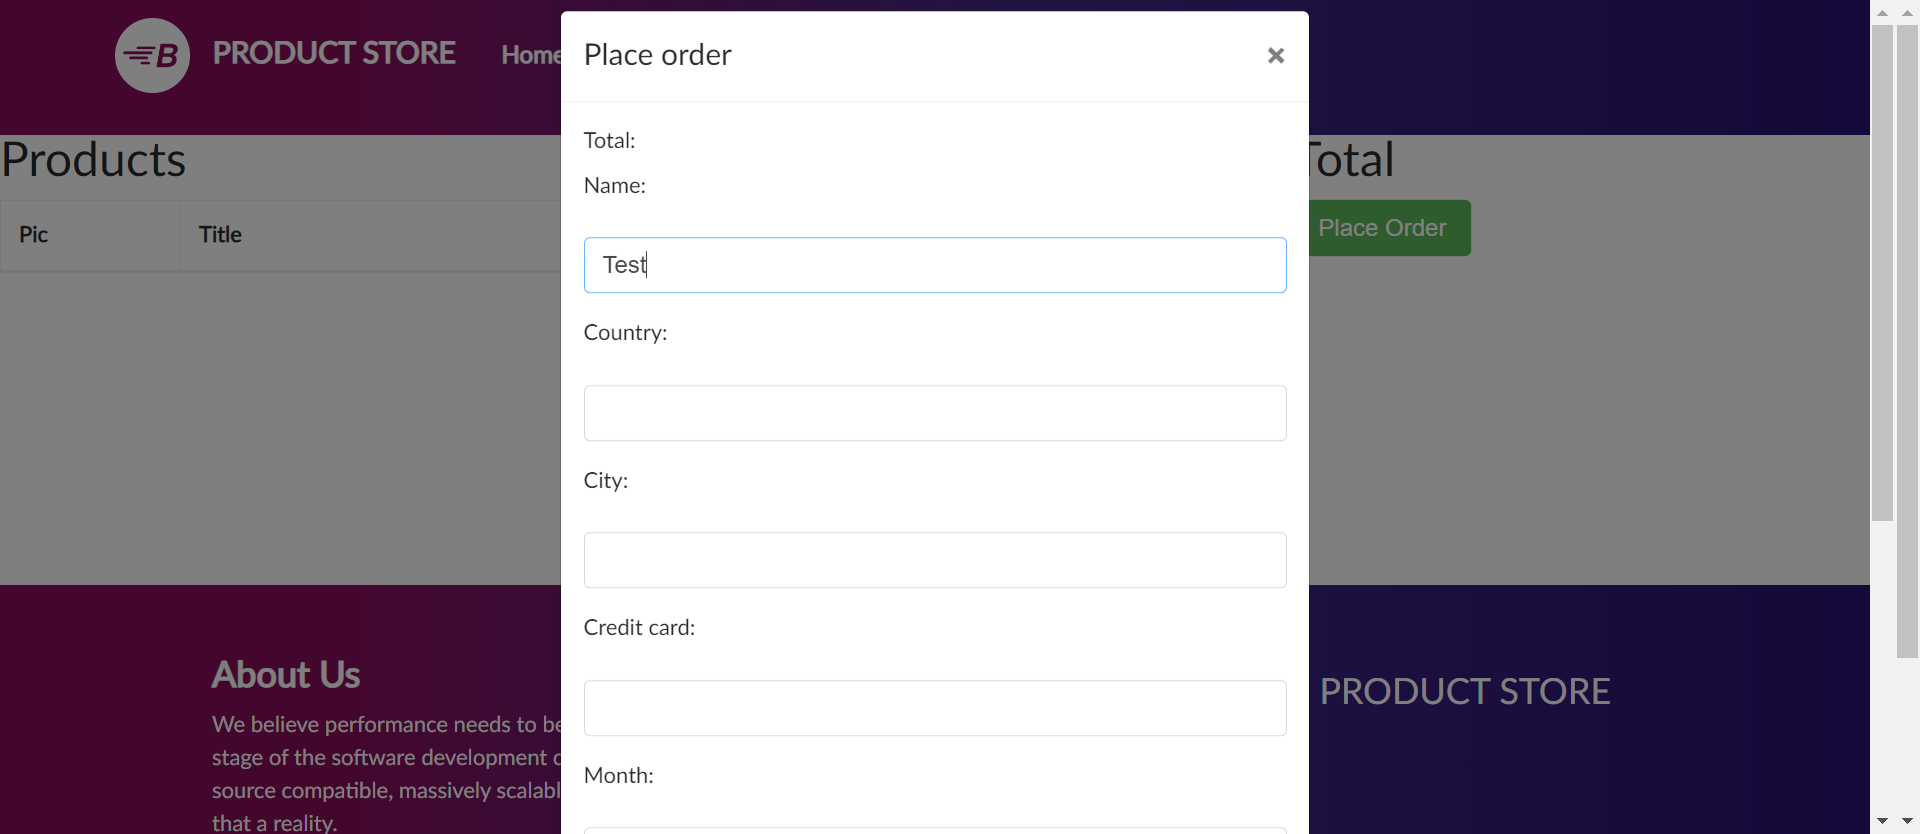 B PRODUCT STORE Home
Place order ×
Total:
Name:
Test
Country:
City:
Credit card:
Month:
Products
Pic Title
Total
Place Order
About Us
We believe performance needs to be
stage of the software development
source compatible, massively scalabl
that a reality.
PRODUCT STORE